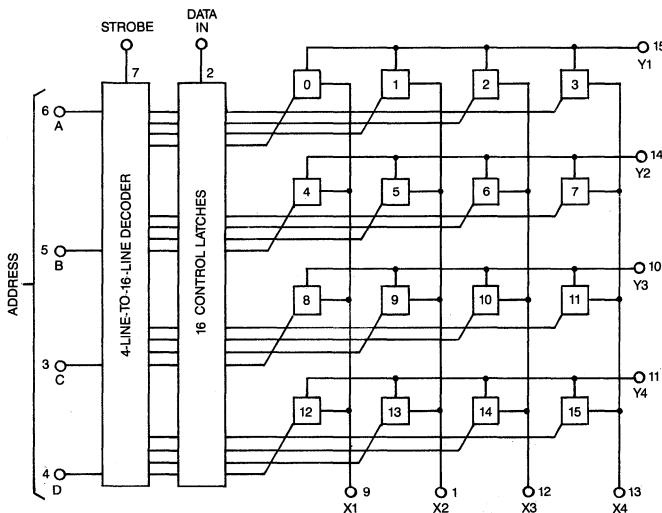 STROBE
DATA
IN
7
2
15
Y1
0
1
2
3
6
A
14
Y2
4
5
6
7
5
B
10
Y3
8
9
10
11
3
C
11
Y4
12
13
14
15
4
D
9
X1
1
X2
12
X3
13
X4
ADDRESS
4-LINE-TO-16-LINE DECODER
16 CONTROL LATCHES